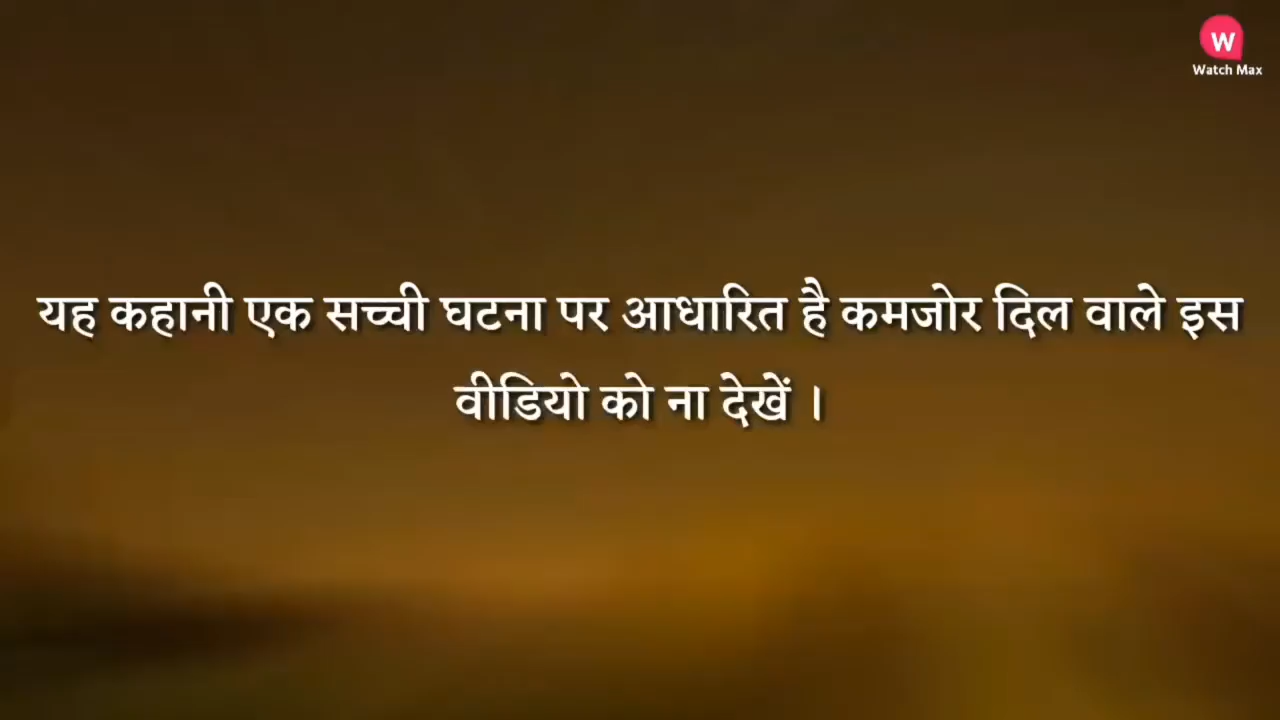 W
Watch Max
यह कहानी एक सच्ची घटना पर आधारित है कमजोर दिल वाले इस
वीडियो को ना देखें ।